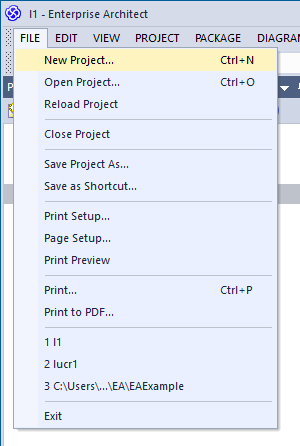 I1 - Enterprise Architect
FILE EDIT VIEW PROJECT PACKAGE DIAGRA
New Project... Ctrl+N
Open Project... Ctrl+O
Reload Project
Close Project
Save Project As...
Save as Shortcut...
Print Setup...
Page Setup...
Print Preview
Print... Ctrl+P
Print to PDF...
1 l1
2 lucr1
3 C:\Users\...\EA\EAExample
Exit